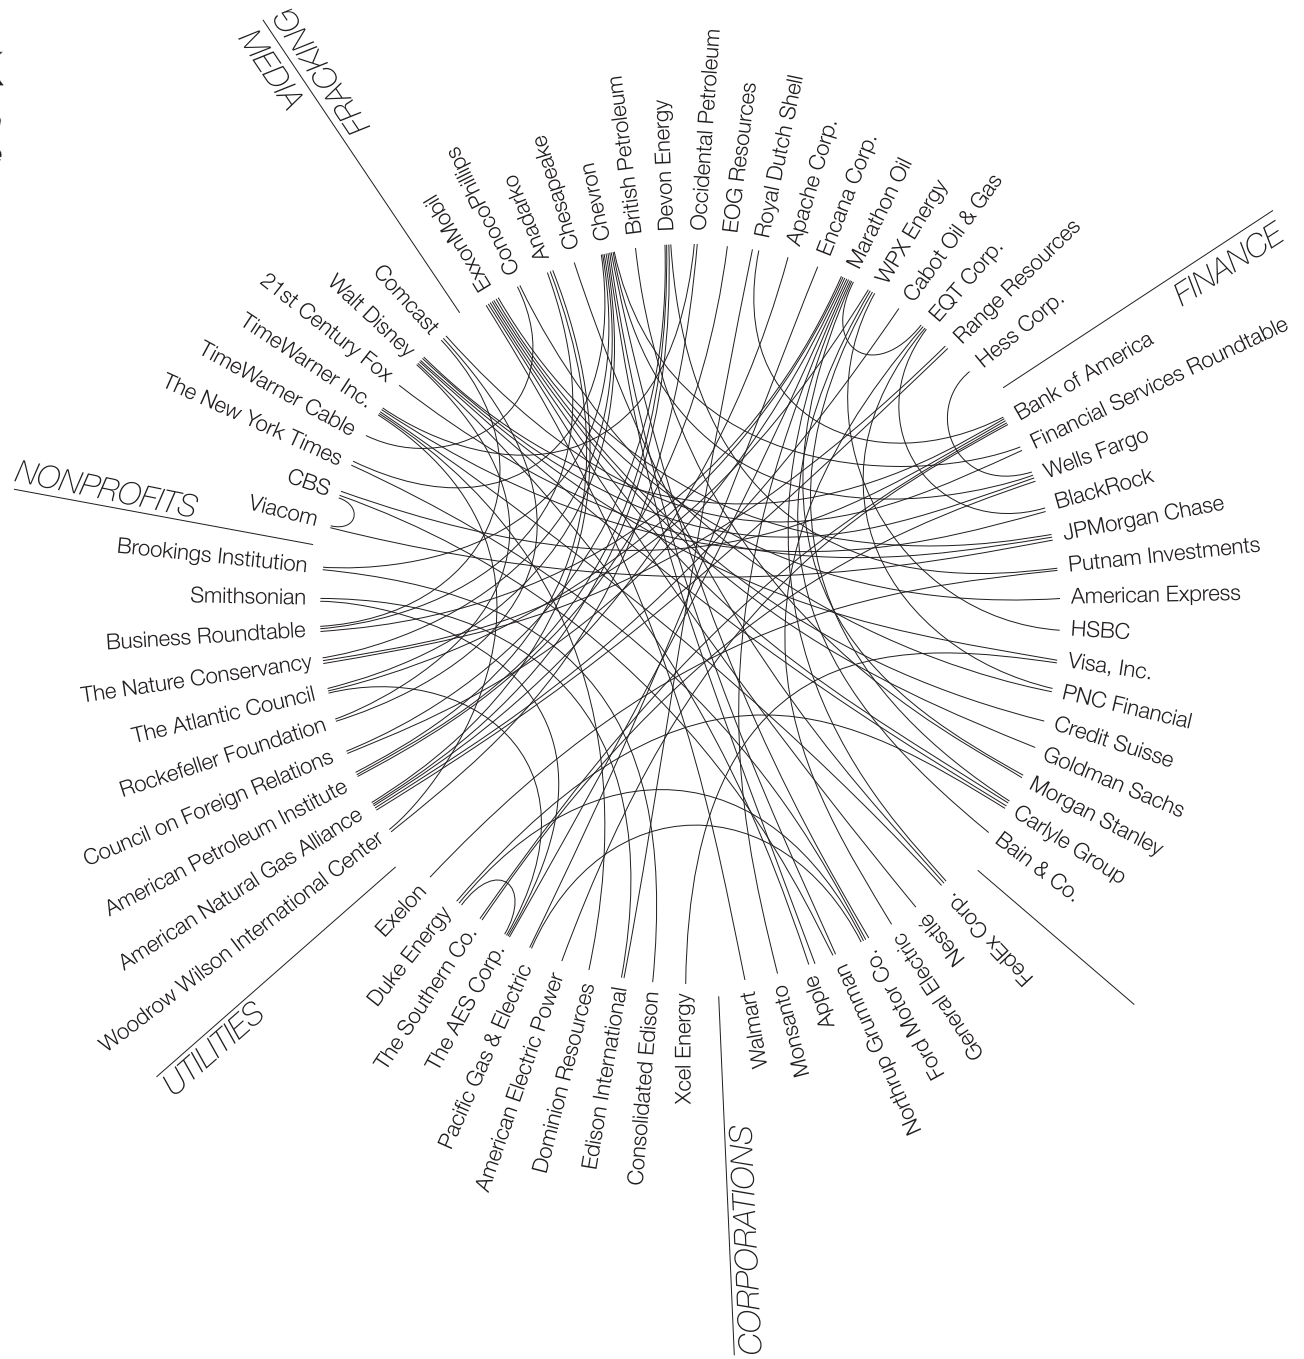 FRACKING
MEDIA
ExxonMobil
ConocoPhillips
Anadarko
Chesapeake
Chevron
British Petroleum
Devon Energy
Occidental Petroleum
EOG Resources
Royal Dutch Shell
Apache Corp.
Encana Corp.
Marathon Oil
WPX Energy
Cabot Oil & Gas
EQT Corp.
Range Resources
Hess Corp.
FINANCE
Bank of America
Financial Services Roundtable
Wells Fargo
BlackRock
JPMorgan Chase
Putnam Investments
American Express
HSBC
Visa, Inc.
PNC Financial
Credit Suisse
Goldman Sachs
Morgan Stanley
Carlyle Group
Bain & Co.
FedEx Corp.
Nestlé
General Electric
Ford Motor Co.
Northrup Grumman
Apple
Monsanto
Walmart
CORPORATIONS
Xcel Energy
Consolidated Edison
Edison International
Dominion Resources
American Electric Power
Pacific Gas & Electric
The AES Corp.
The Southern Co.
Duke Energy
Exelon
UTILITIES
Woodrow Wilson International Center
American Natural Gas Alliance
American Petroleum Institute
Council on Foreign Relations
Rockefeller Foundation
The Atlantic Council
The Nature Conservancy
Business Roundtable
Smithsonian
Brookings Institution
NONPROFITS
Viacom
CBS
The New York Times
TimeWarner Cable
TimeWarner Inc.
21st Century Fox
Walt Disney
Comcast